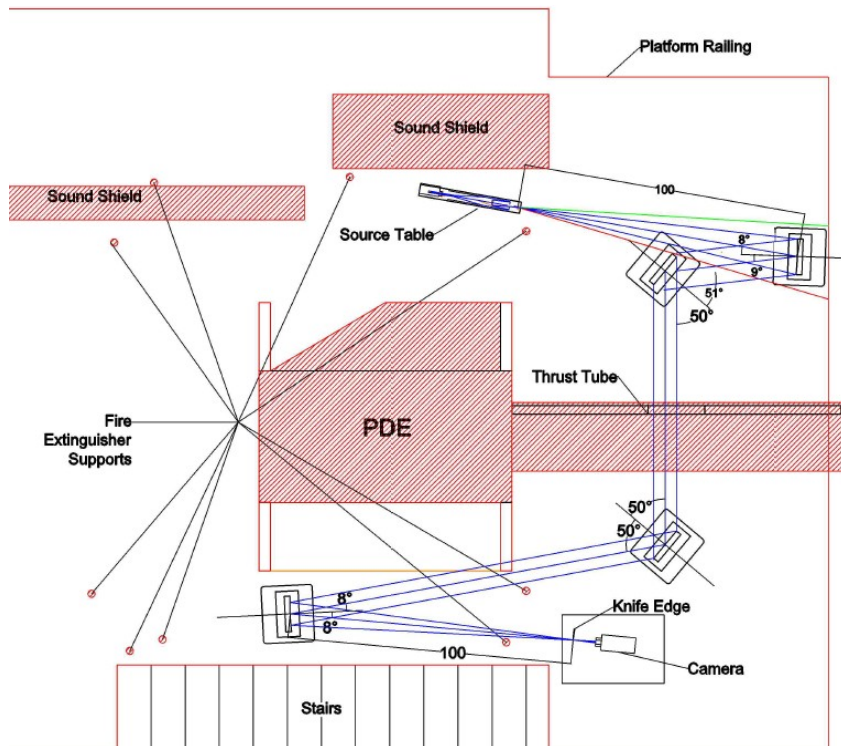 Platform Railing
Sound Shield
Sound Shield
100
Source Table
8°
9°
51°
50°
Thrust Tube
Fire
Extinguisher
Supports
PDE
50°
50°
8°
8°
Knife Edge
100
Camera
Stairs